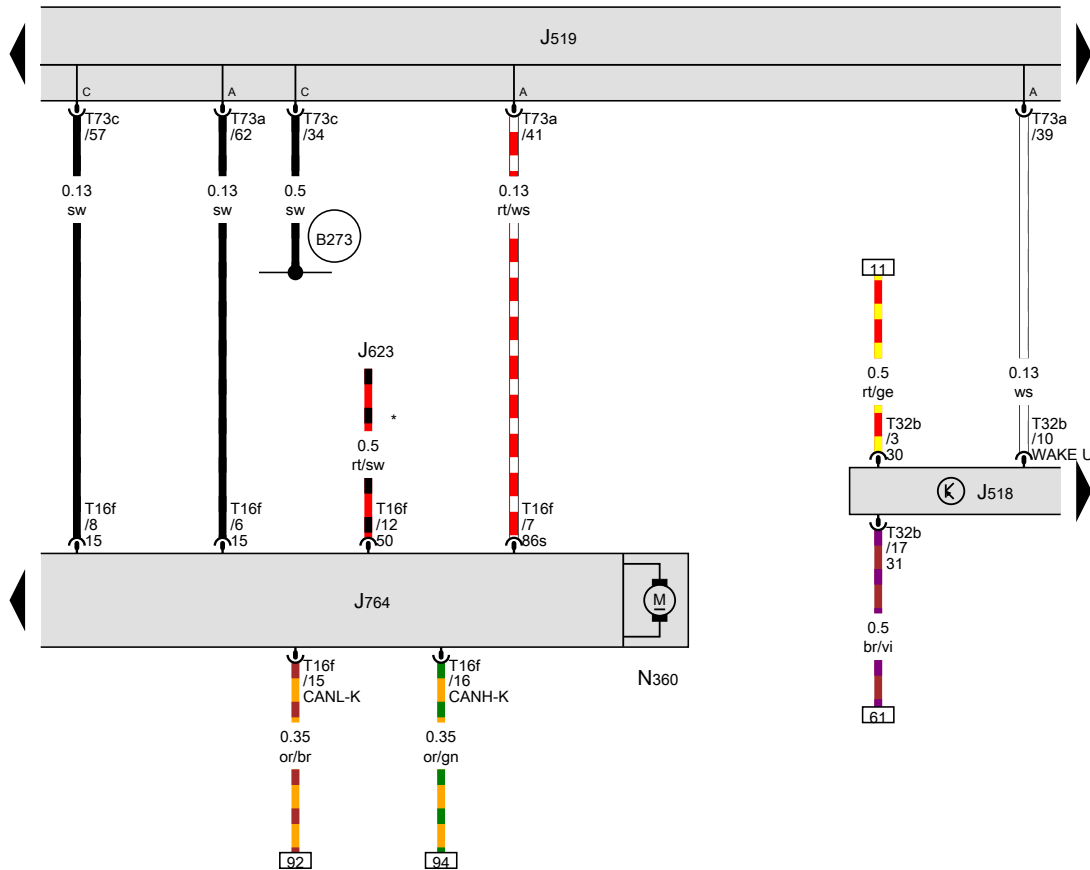 J519
C
A
C
A
A
T73c
/57
T73a
/62
T73c
/34
T73a
/41
T73a
/39
0.13
sw
0.13
sw
0.5
sw
0.13
rt/ws
B273
11
J623
*
0.5
rt/ge
0.13
ws
0.5
rt/sw
T32b
/3
30
T32b
/10
WAKE U
J518
T16f
/8
15
T16f
/6
15
T16f
/12
50
T16f
/7
86s
T32b
/17
31
J764
M
N360
0.5
br/vi
T16f
/15
CANL-K
T16f
/16
CANH-K
61
0.35
or/br
0.35
or/gn
92
94